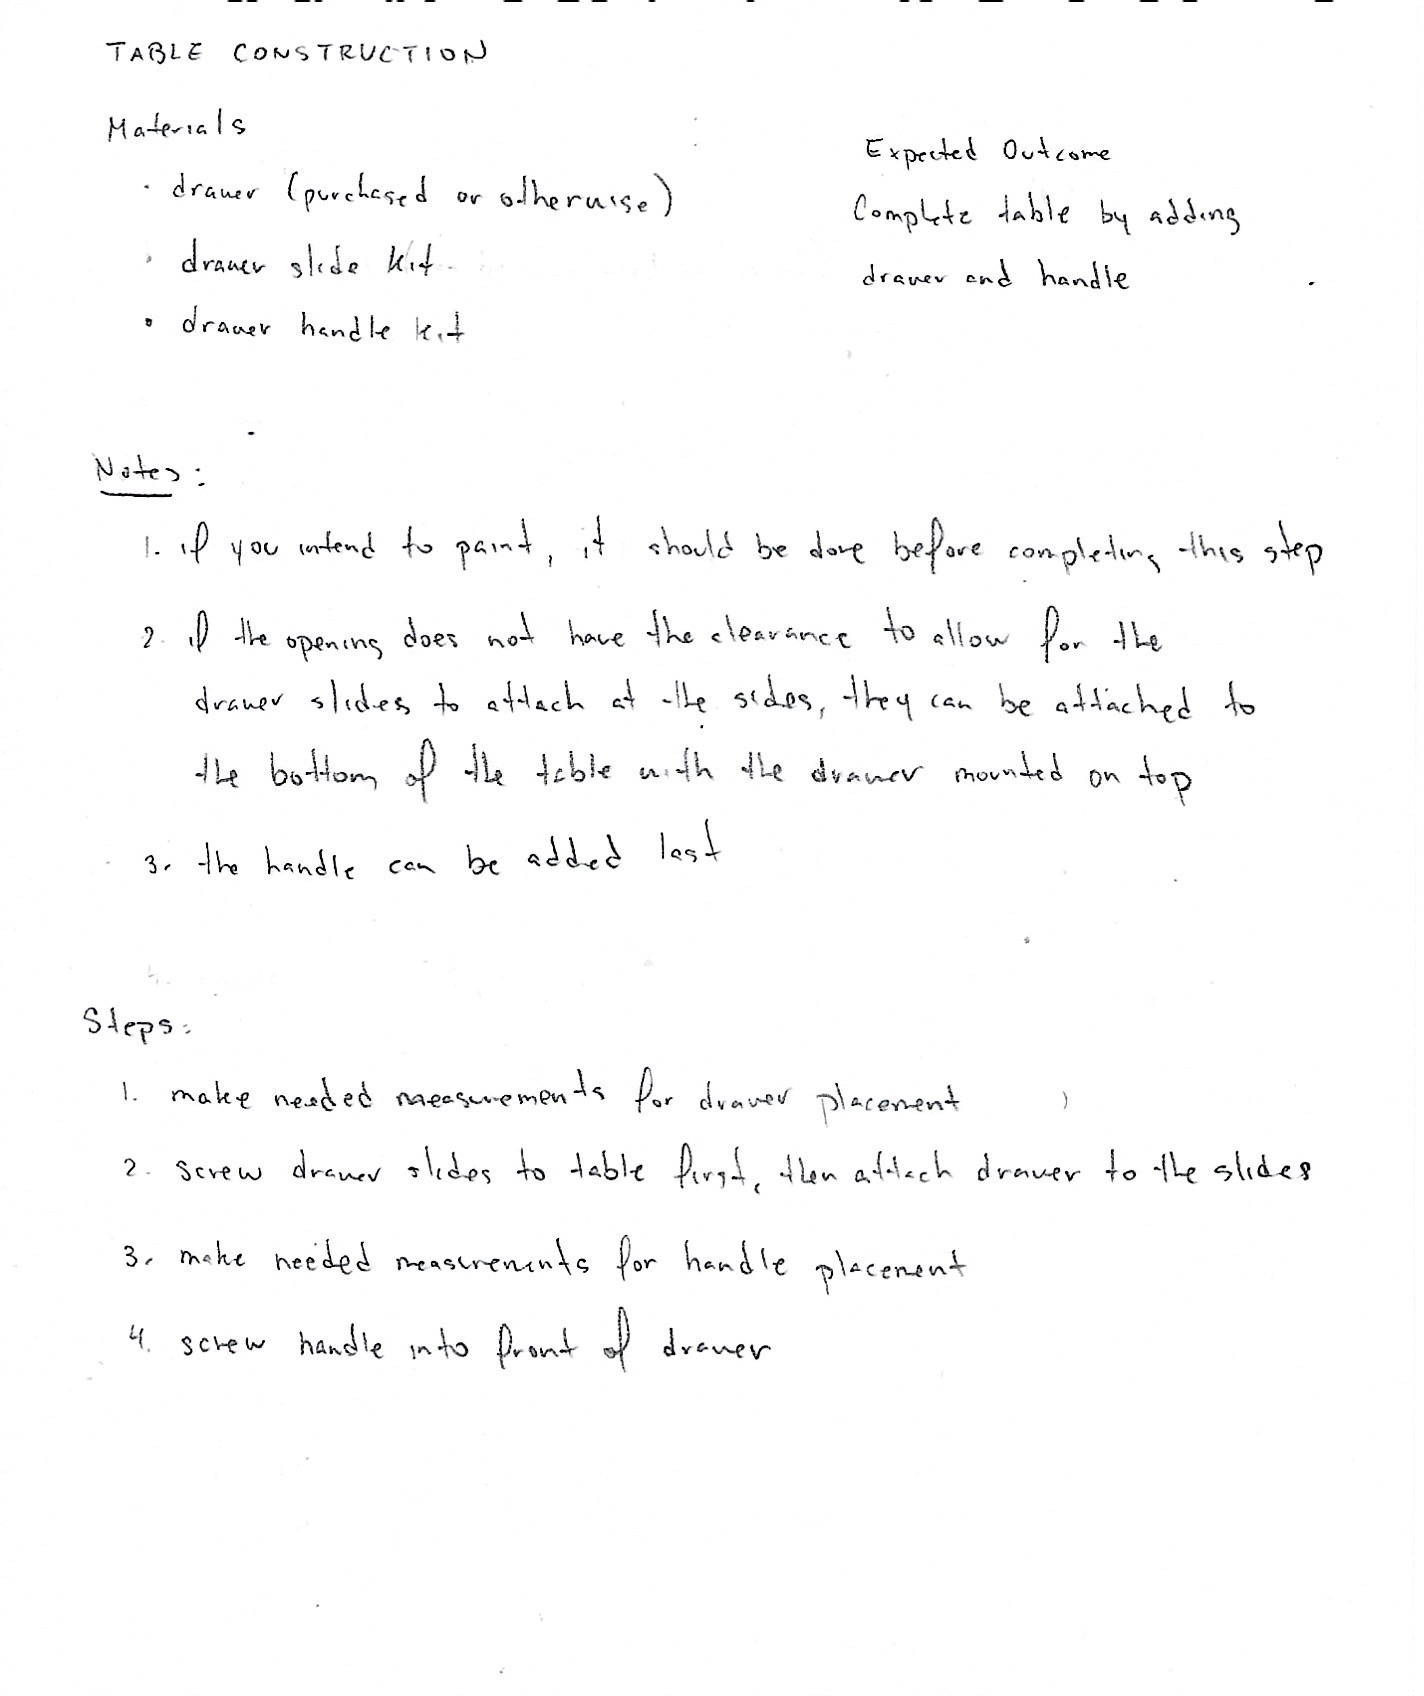 TABLE CONSTRUCTION
Materials
• drawer (purchased or otherwise)
• drawer slide kit
• drawer handle kit
Expected Outcome
Complete table by adding
drawer and handle
Notes:
1. if you intend to paint, it should be done before completing this step
2. if the opening does not have the clearance to allow for the
drawer slides to attach at the sides, they can be attached to
the bottom of the table with the drawer mounted on top
3. the handle can be added last
Steps:
1. make needed measurements for drawer placement
2. screw drawer slides to table first, then attach drawer to the slides
3. make needed measurements for handle placement
4. screw handle into front of drawer